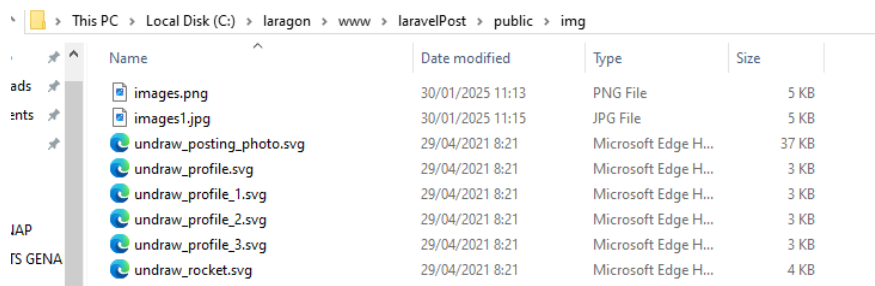 This PC > Local Disk (C:) > laragon > www > laravelPost > public > img
Name Date modified Type Size
ads
ents
images.png 30/01/2025 11:13 PNG File 5 KB
images1.jpg 30/01/2025 11:15 JPG File 5 KB
undraw_posting_photo.svg 29/04/2021 8:21 Microsoft Edge H... 37 KB
undraw_profile.svg 29/04/2021 8:21 Microsoft Edge H... 3 KB
undraw_profile_1.svg 29/04/2021 8:21 Microsoft Edge H... 3 KB
undraw_profile_2.svg 29/04/2021 8:21 Microsoft Edge H... 3 KB
undraw_profile_3.svg 29/04/2021 8:21 Microsoft Edge H... 3 KB
undraw_rocket.svg 29/04/2021 8:21 Microsoft Edge H... 4 KB
NAP
TS GENA